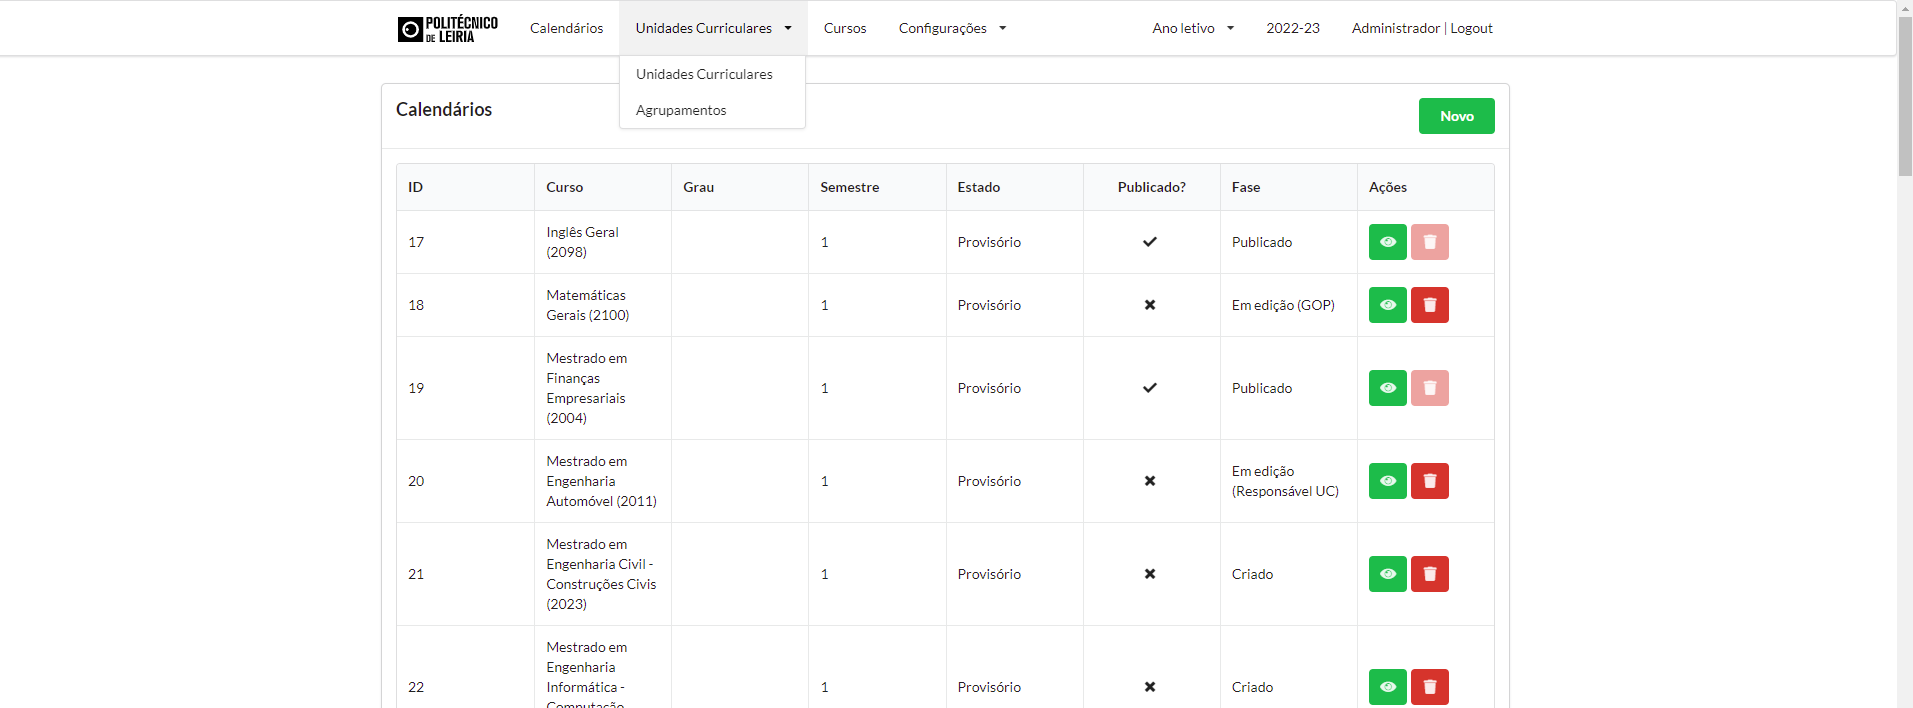 POLITÉCNICO
DE LEIRIA
Calendários
Unidades Curriculares
Cursos
Configurações
Ano letivo
2022-23
Administrador | Logout
Unidades Curriculares
Agrupamentos
Calendários
Novo
ID Curso Grau Semestre Estado Publicado? Fase Ações
17 Inglês Geral (2098) 1 Provisório Publicado
18 Matemáticas Gerais (2100) 1 Provisório Em edição (GOP)
19 Mestrado em Finanças Empresariais (2004) 1 Provisório Publicado
20 Mestrado em Engenharia Automóvel (2011) 1 Provisório Em edição (Responsável UC)
21 Mestrado em Engenharia Civil - Construções Civis (2023) 1 Provisório Criado
22 Mestrado em Engenharia Informática - Computação 1 Provisório Criado